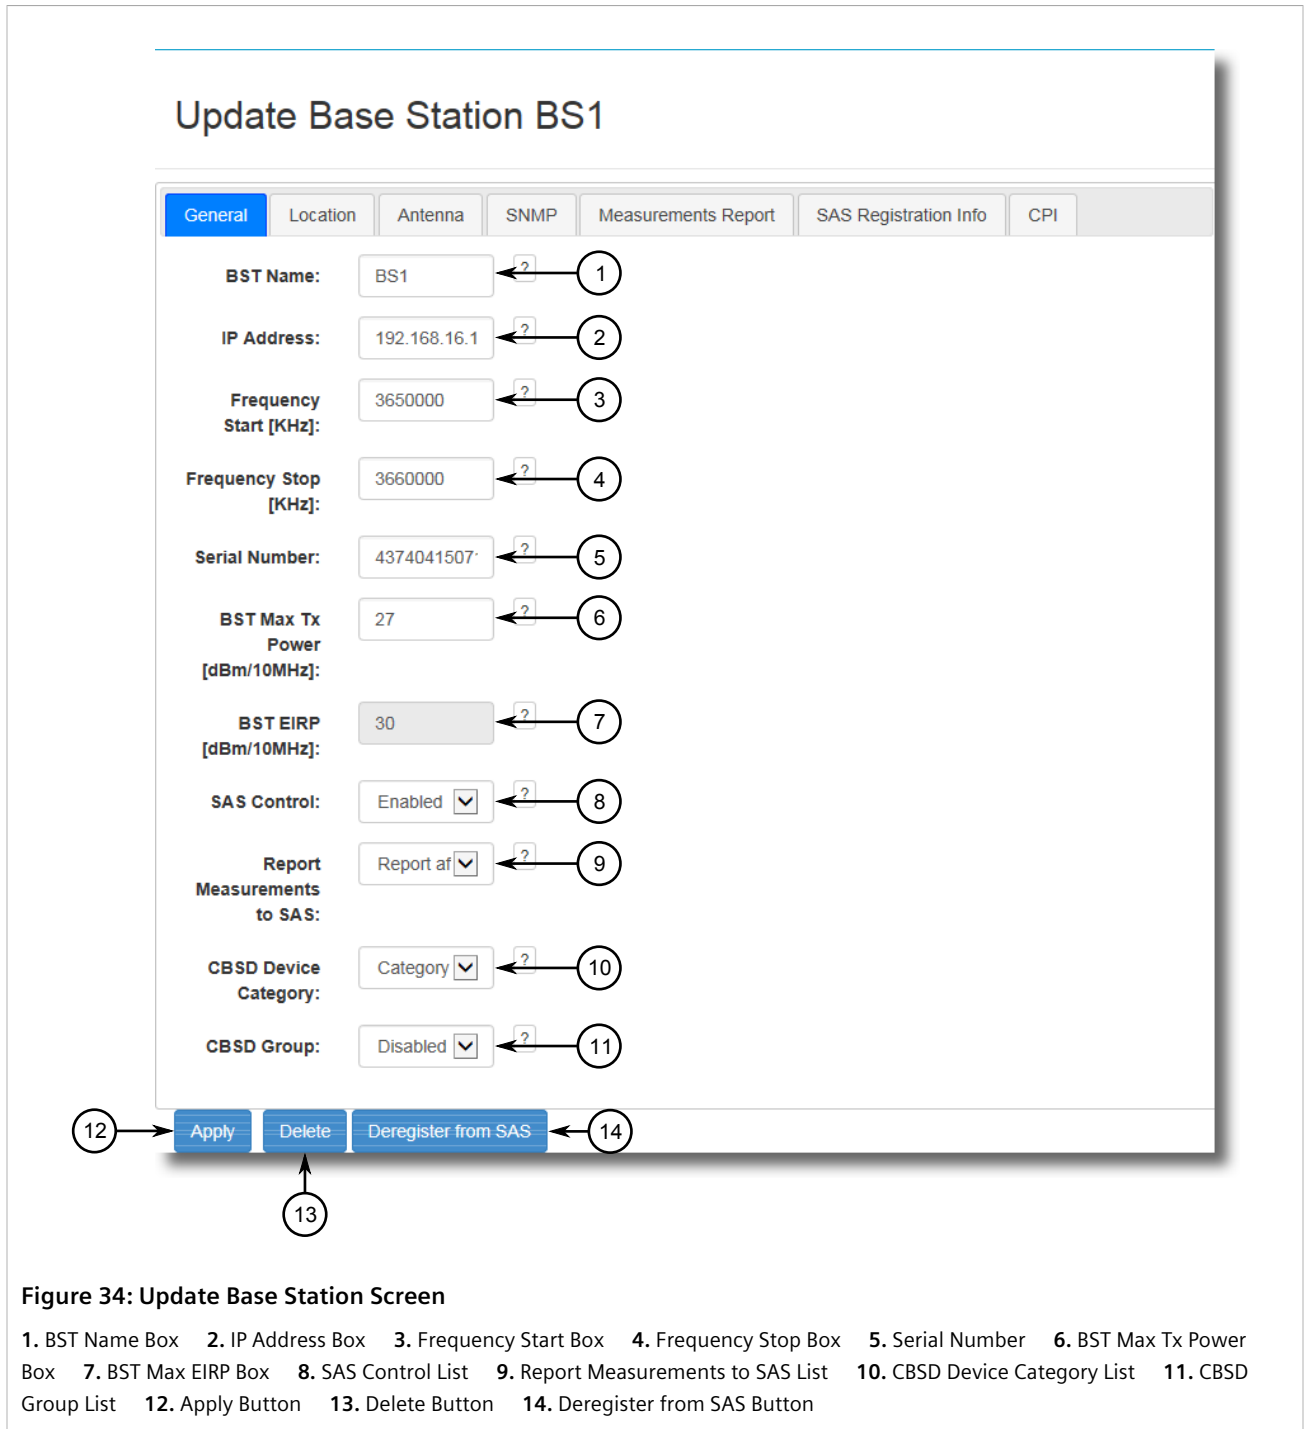 Update Base Station BS1
General Location Antenna SNMP Measurements Report SAS Registration Info CPI
BST Name: BS1 ? 1
IP Address: 192.168.16.1 ? 2
Frequency
Start [KHz]: 3650000 ? 3
Frequency Stop
[KHz]: 3660000 ? 4
Serial Number: 43740415071 ? 5
BST Max Tx
Power
[dBm/10MHz]: 27 ? 6
BST EIRP
[dBm/10MHz]: 30 ? 7
SAS Control: Enabled ? 8
Report
Measurements
to SAS: Report af ? 9
CBSD Device
Category: Category ? 10
CBSD Group: Disabled ? 11
12 Apply Delete Deregister from SAS 14
13
Figure 34: Update Base Station Screen
1. BST Name Box 2. IP Address Box 3. Frequency Start Box 4. Frequency Stop Box 5. Serial Number 6. BST Max Tx Power
Box 7. BST Max EIRP Box 8. SAS Control List 9. Report Measurements to SAS List 10. CBSD Device Category List 11. CBSD
Group List 12. Apply Button 13. Delete Button 14. Deregister from SAS Button